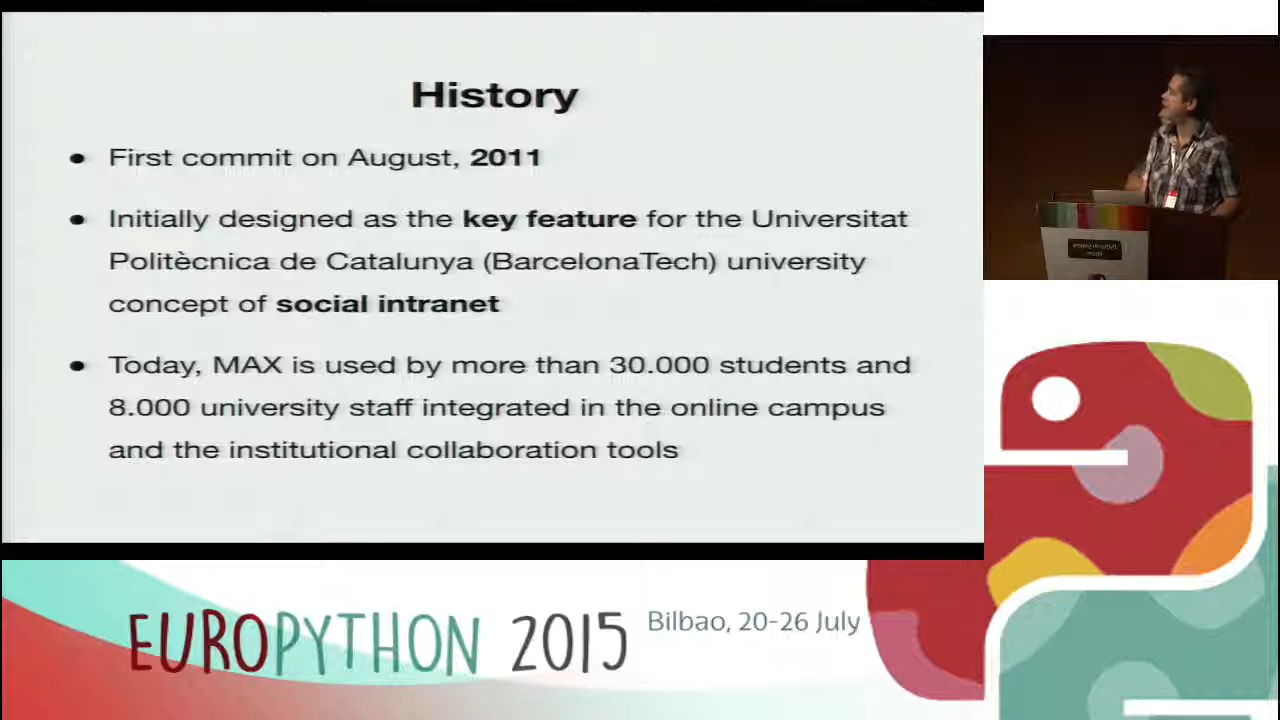 History
• First commit on August, 2011
• Initially designed as the key feature for the Universitat
Politècnica de Catalunya (BarcelonaTech) university
concept of social intranet
• Today, MAX is used by more than 30.000 students and
8.000 university staff integrated in the online campus
and the institutional collaboration tools
EUROPYTHON 2015
Bilbao, 20-26 July